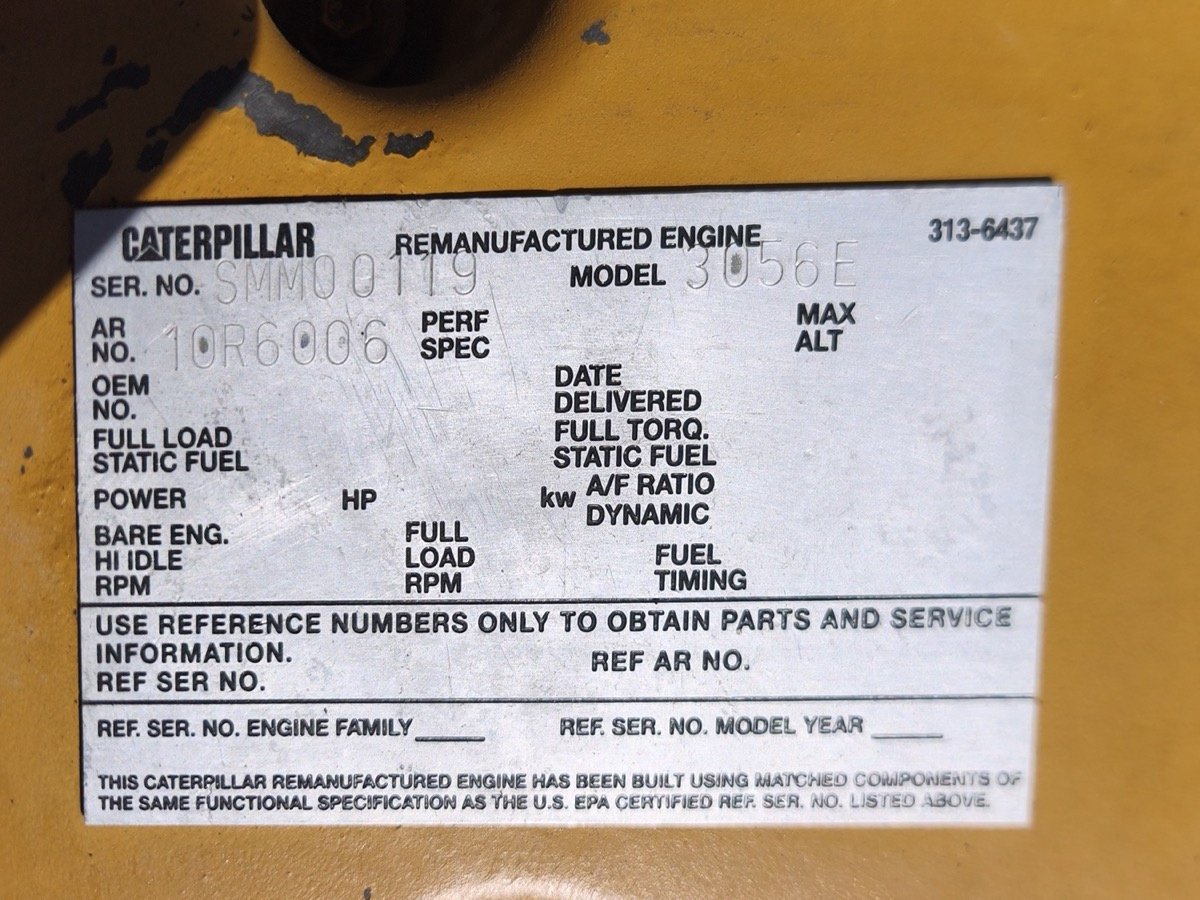 CATERPILLAR REMANUFACTURED ENGINE 313-6437
SER. NO. SMM00119 MODEL 3056E
AR NO. 10R6006 PERF SPEC MAX ALT
OEM NO. DATE DELIVERED
FULL LOAD STATIC FUEL FULL TORQ. STATIC FUEL
POWER HP kw A/F RATIO DYNAMIC
BARE ENG. HI IDLE RPM FULL LOAD RPM FUEL TIMING
USE REFERENCE NUMBERS ONLY TO OBTAIN PARTS AND SERVICE
INFORMATION. REF AR NO.
REF SER NO.
REF. SER. NO. ENGINE FAMILY_____ REF. SER. NO. MODEL YEAR _____
THIS CATERPILLAR REMANUFACTURED ENGINE HAS BEEN BUILT USING MATCHED COMPONENTS OF
THE SAME FUNCTIONAL SPECIFICATION AS THE U.S. EPA CERTIFIED REF. SER. NO. LISTED ABOVE.